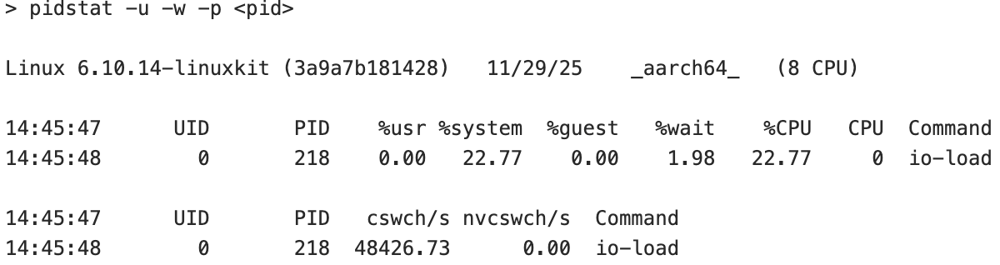 > pidstat -u -w -p <pid>
Linux 6.10.14-linuxkit (3a9a7b181428) 11/29/25 _aarch64_ (8 CPU)
14:45:47 UID PID %usr %system %guest %wait %CPU CPU Command
14:45:48 0 218 0.00 22.77 0.00 1.98 22.77 0 io-load
14:45:47 UID PID cswch/s nvcswch/s Command
14:45:48 0 218 48426.73 0.00 io-load